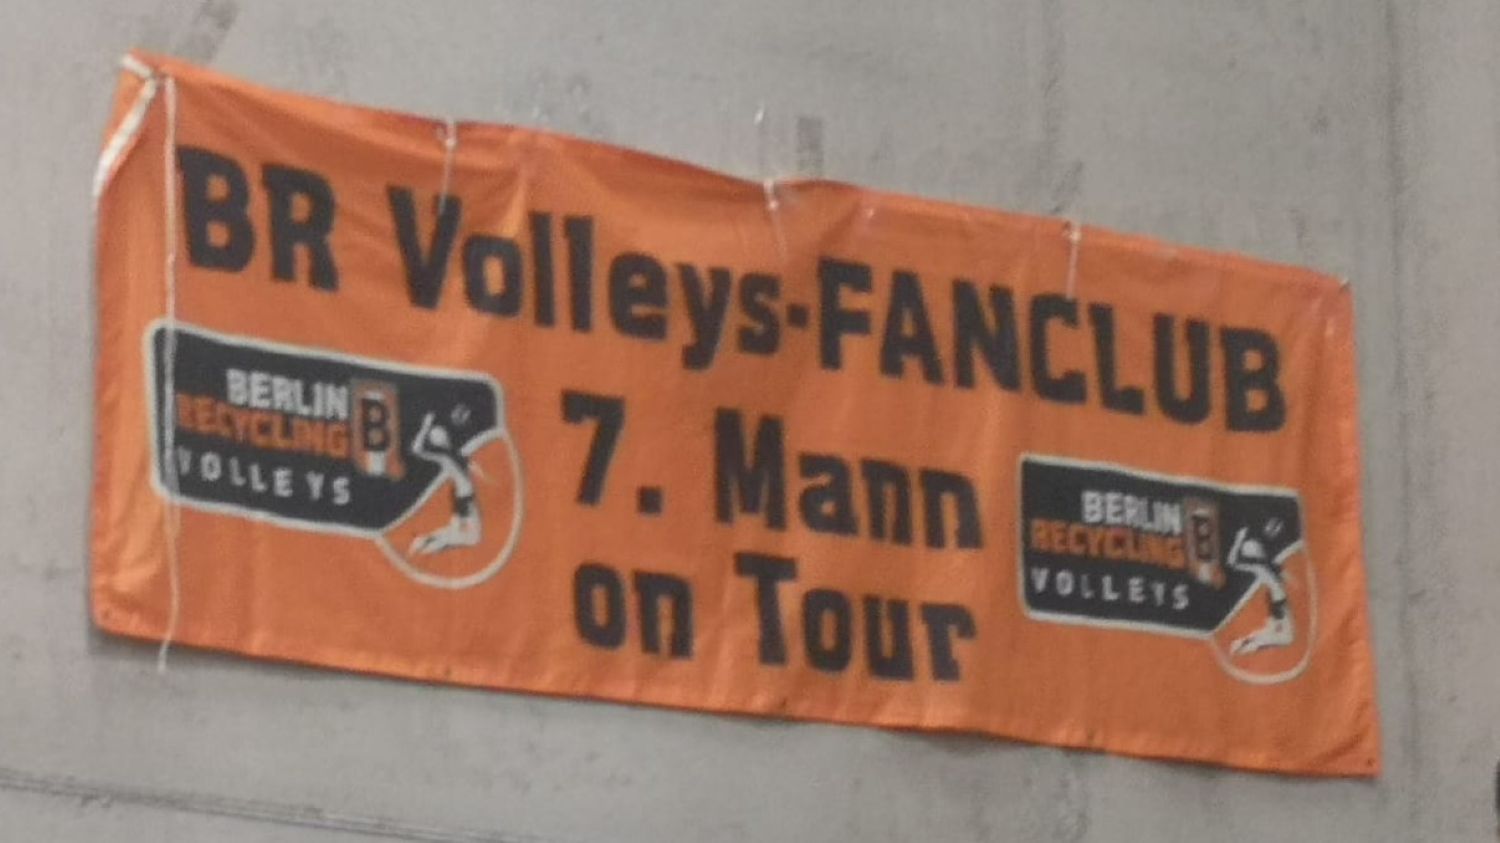 BR Volleys-FANCLUB
BERLIN
RECYCLING
VOLLEYS
B
7. Mann
on Tour
BERLIN
RECYCLING
VOLLEYS
B